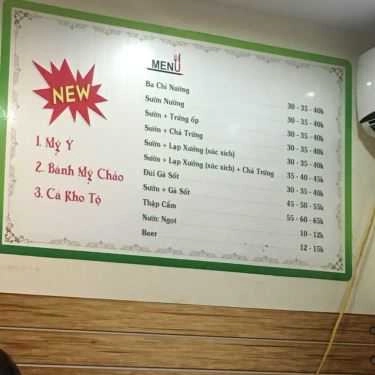 NEW
1. Mỳ Ý
2. Bánh Mỳ Chảo
3. Cá Kho Tộ
MENU
Ba Chỉ Nướng 30 - 35 - 40k
Sườn Nướng 30 - 35 - 40k
Sườn + Trứng ốp 30 - 35 - 40k
Sườn + Chả Trứng 30 - 35 - 40k
Sườn + Lạp Xưởng (xúc xích) 30 - 35 - 40k
Sườn + Lạp Xưởng (xúc xích) + Chả Trứng 35 - 40 - 45k
Đùi Gà Sốt 30 - 35 - 40k
Sườn + Gà Sốt 45 - 50 - 55k
Thập Cẩm 55 - 60 - 65k
Nước Ngọt 10 - 12k
Beer 12 - 15k